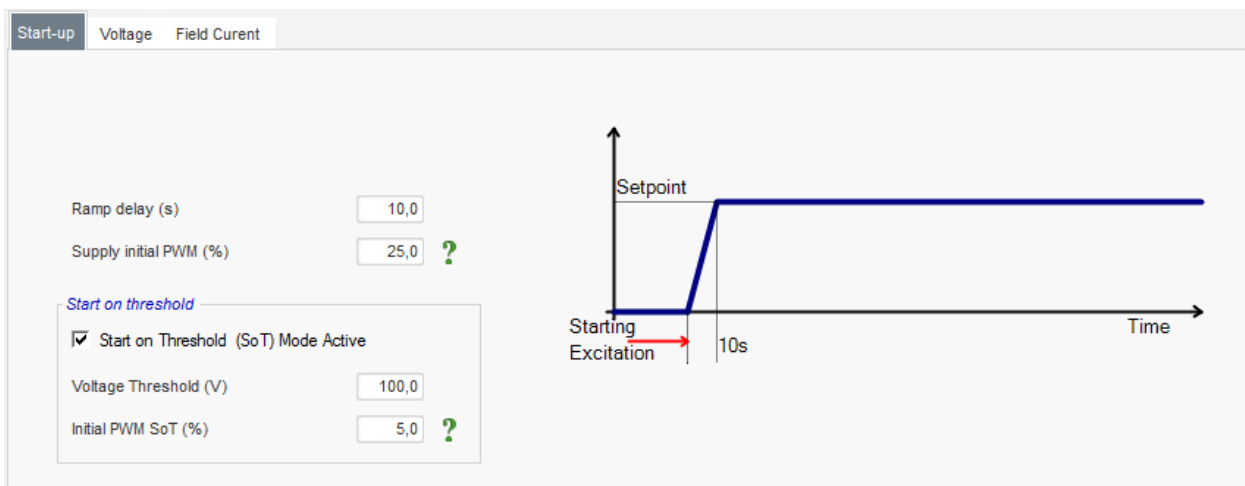 Start-up Voltage Field Curent
Ramp delay (s) 10,0
Supply initial PWM (%) 25,0 ?
Start on threshold
Start on Threshold (SoT) Mode Active
Voltage Threshold (V) 100,0
Initial PWM SoT (%) 5,0 ?
Setpoint
Starting
Excitation
10s
Time